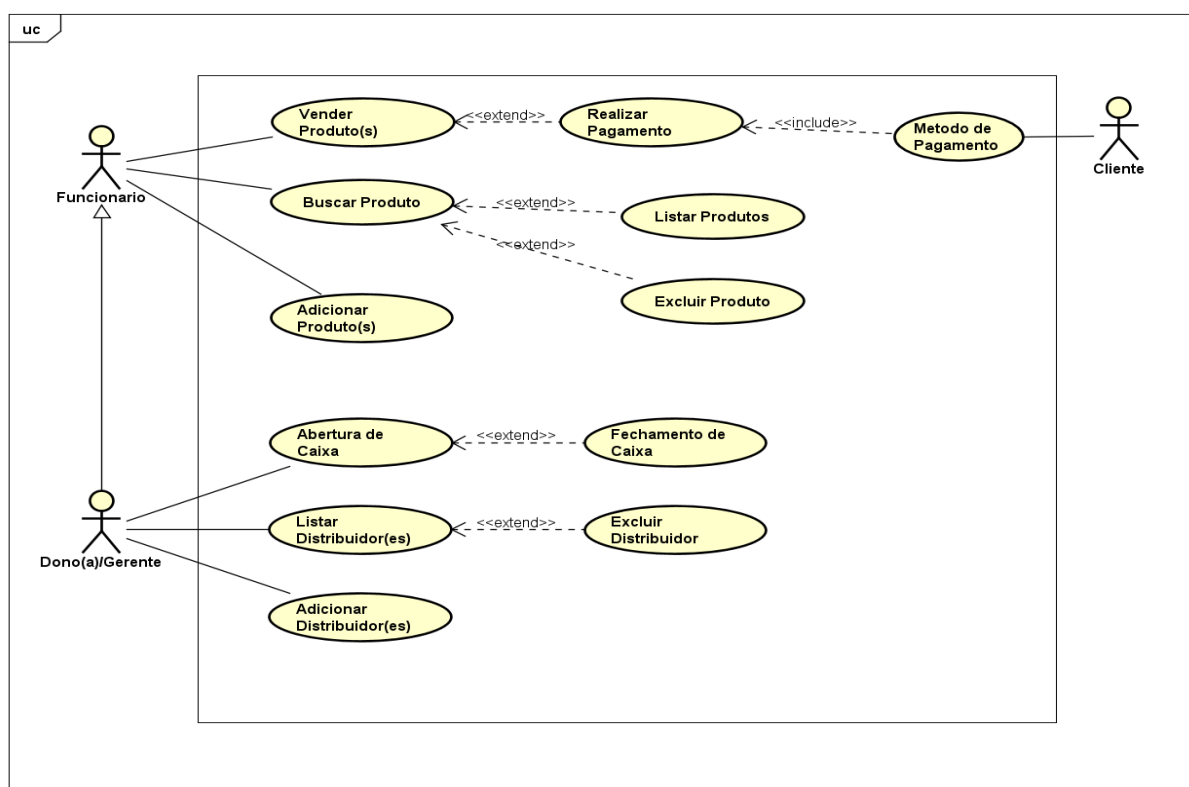 uc
Vender
Produto(s)
<<extend>>
Realizar
Pagamento
<<include>>
Metodo de
Pagamento
Cliente
Funcionario
Buscar Produto
<<extend>>
Listar Produtos
<<extend>>
Excluir Produto
Adicionar
Produto(s)
Abertura de
Caixa
<<extend>>
Fechamento de
Caixa
Dono(a)/Gerente
Listar
Distribuidor(es)
<<extend>>
Excluir
Distribuidor
Adicionar
Distribuidor(es)